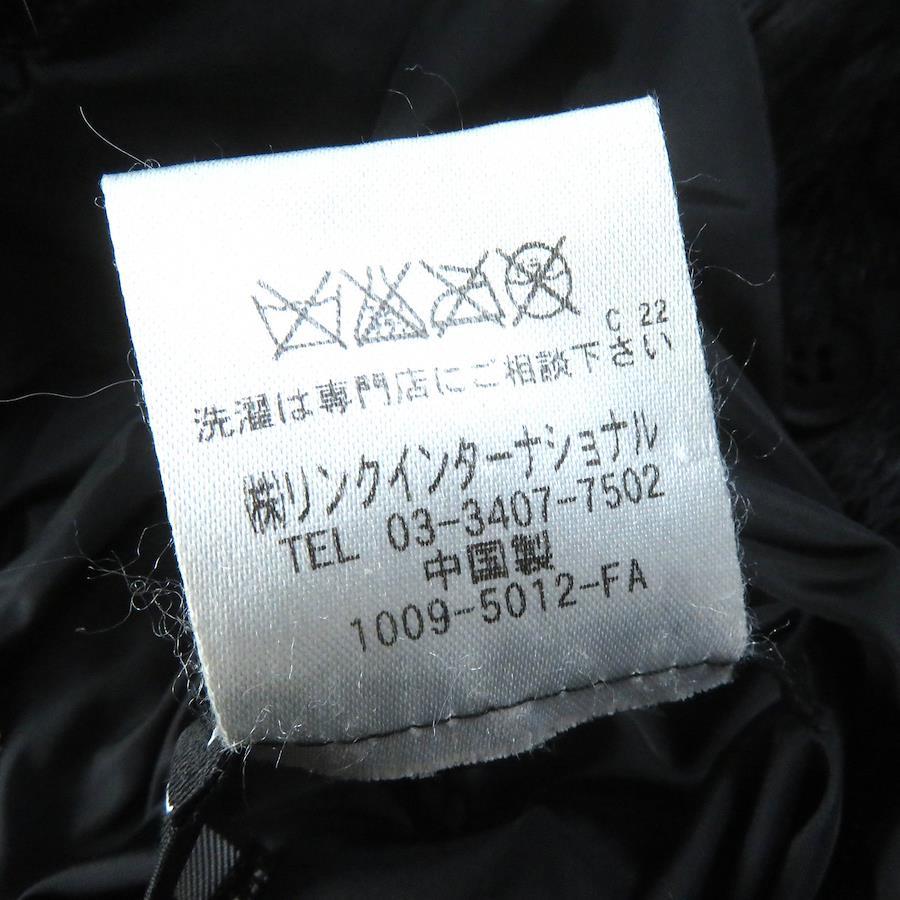 C 22
洗濯は専門店にご相談下さい
㈱リンクインターナショナル
TEL 03-3407-7502
中国製
1009-5012-FA